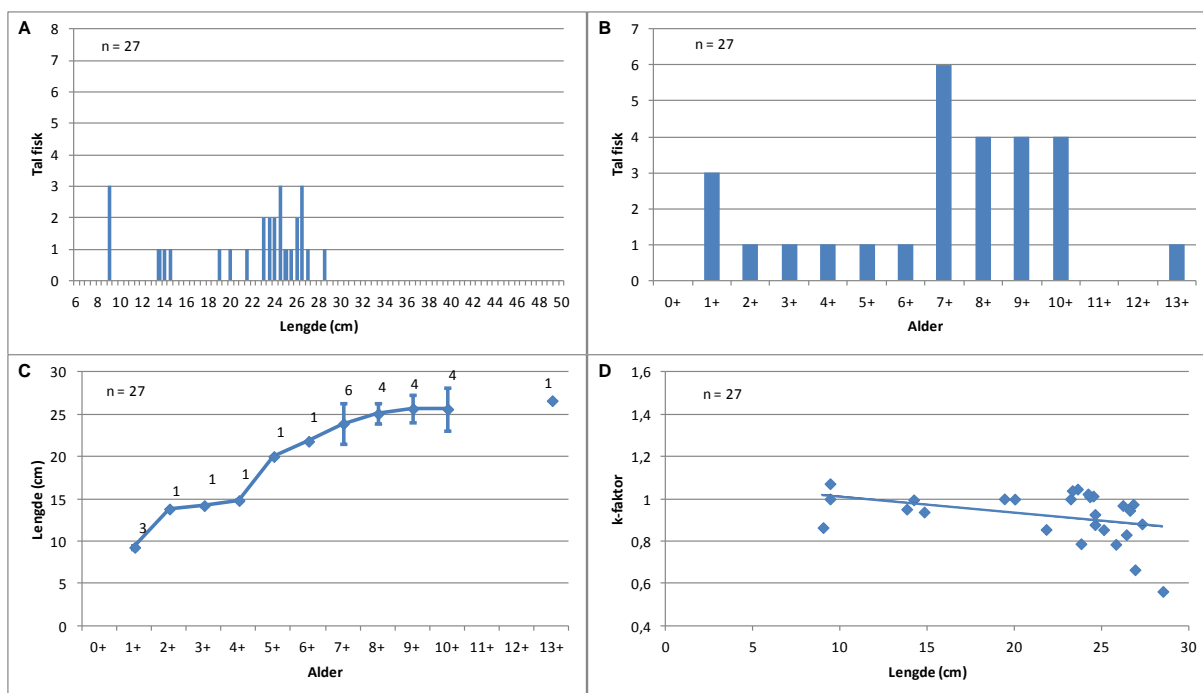 A
n = 27
Tal fisk
8
7
6
5
4
3
2
1
0
6 8 10 12 14 16 18 20 22 24 26 28 30 32 34 36 38 40 42 44 46 48 50
Lengde (cm)
B
n = 27
Tal fisk
7
6
5
4
3
2
1
0
0+ 1+ 2+ 3+ 4+ 5+ 6+ 7+ 8+ 9+ 10+ 11+ 12+ 13+
Alder
C
n = 27
Lengde (cm)
30
25
20
15
10
5
0
3 1 1 1 1 1 6 4 4 4 1
0+ 1+ 2+ 3+ 4+ 5+ 6+ 7+ 8+ 9+ 10+ 11+ 12+ 13+
Alder
D
n = 27
k-faktor
1,6
1,4
1,2
1
0,8
0,6
0,4
0 5 10 15 20 25 30
Lengde (cm)